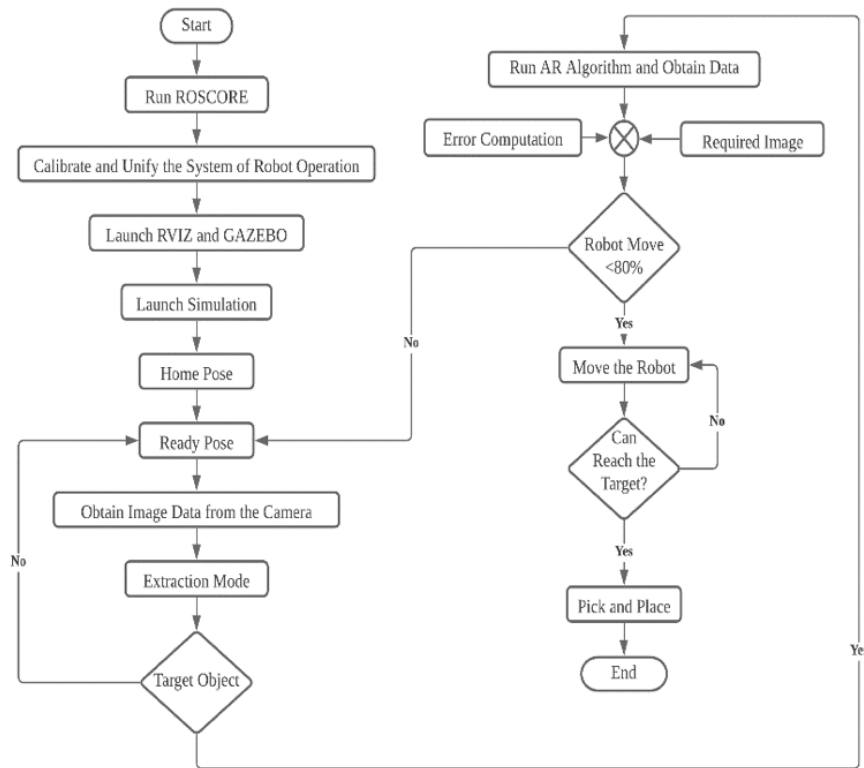 Start
Run ROSCORE
Calibrate and Unify the System of Robot Operation
Launch RVIZ and GAZEBO
Launch Simulation
Home Pose
Ready Pose
Obtain Image Data from the Camera
Extraction Mode
Target Object
No
Ye
Run AR Algorithm and Obtain Data
Error Computation
Required Image
Robot Move
<80%
No
Yes
Move the Robot
No
Can
Reach the
Target?
Yes
Pick and Place
End